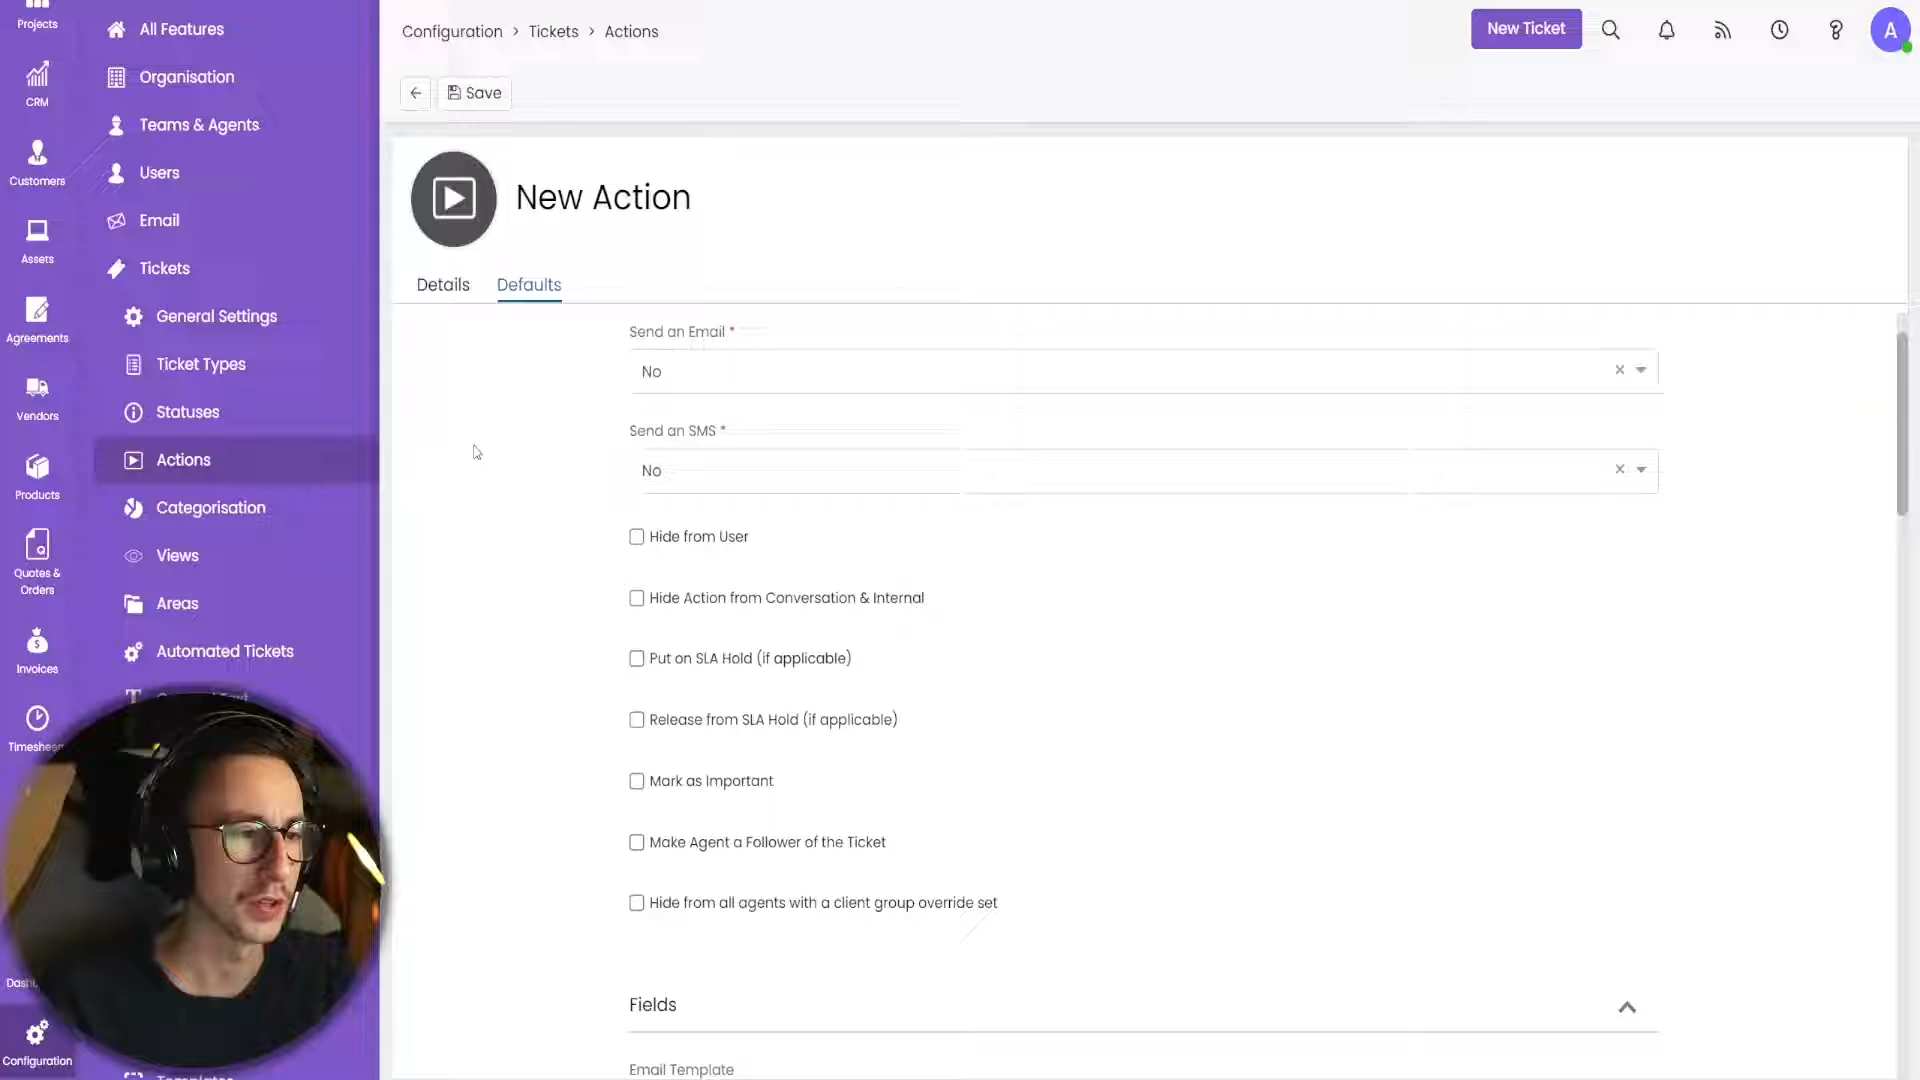 Projects
CRM
Customers
Assets
Agreements
Vendors
Products
Quotes &
Orders
Invoices
Configuration
All Features
Organisation
Teams & Agents
Users
Email
Tickets
General Settings
Ticket Types
Statuses
Actions
Categorisation
Views
Areas
Automated Tickets
Configuration > Tickets > Actions
New Ticket
A
Save
New Action
Details
Defaults
Send an Email *
No
Send an SMS *
No
Hide from User
Hide Action from Conversation & Internal
Put on SLA Hold (if applicable)
Release from SLA Hold (if applicable)
Mark as Important
Make Agent a Follower of the Ticket
Hide from all agents with a client group override set
Fields
Email Template